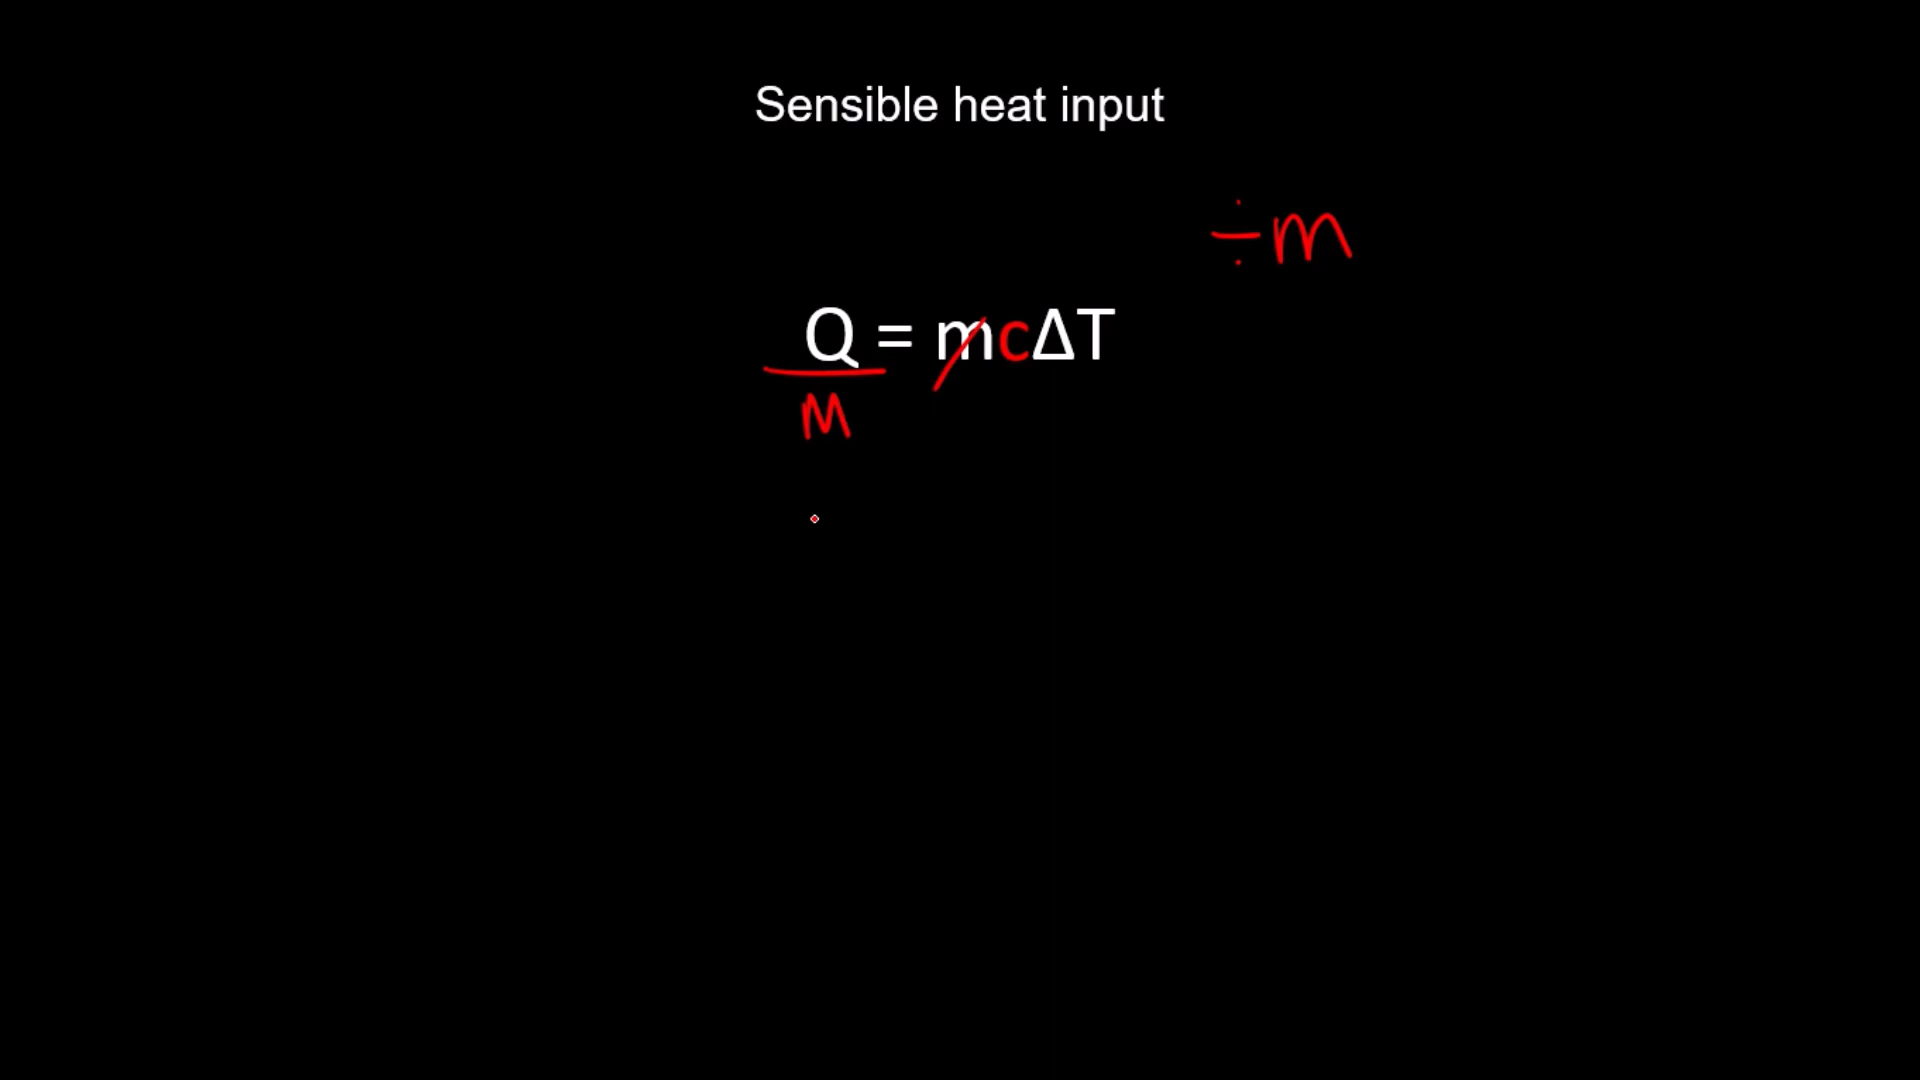 Sensible heat input
÷m
Q = mcΔT
m